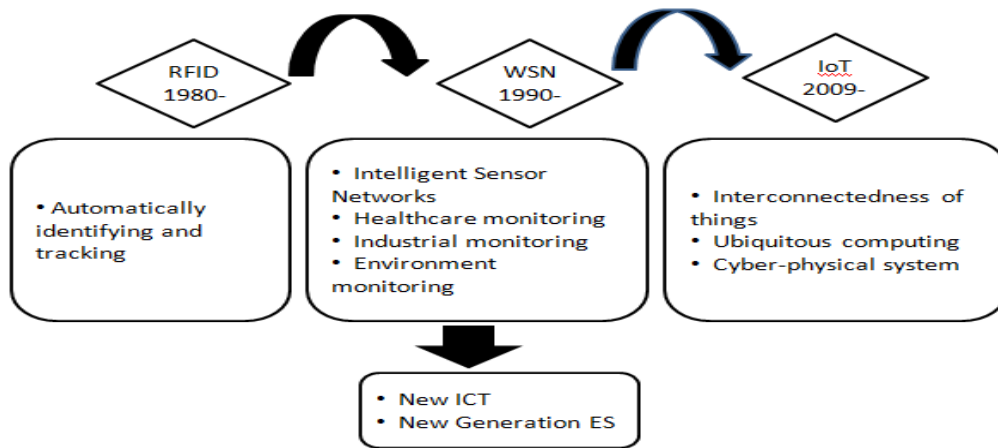 RFID
1980-
WSN
1990-
IoT
2009-
• Automatically
identifying and
tracking
• Intelligent Sensor
Networks
• Healthcare monitoring
• Industrial monitoring
• Environment
monitoring
• Interconnectedness of
things
• Ubiquitous computing
• Cyber-physical system
• New ICT
• New Generation ES